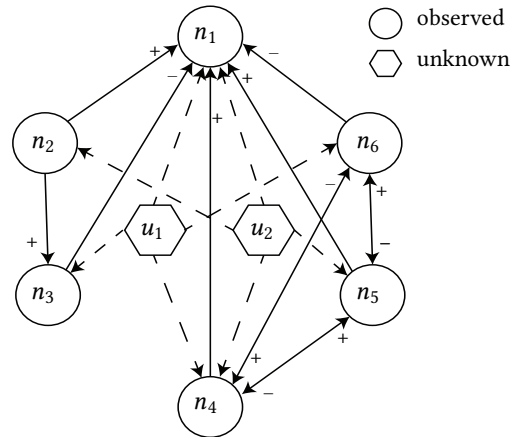 n1
observed
unknown
+
−
+
+
−
n2
n6
−
+
u1
u2
+
−
n3
n5
+
+
−
n4